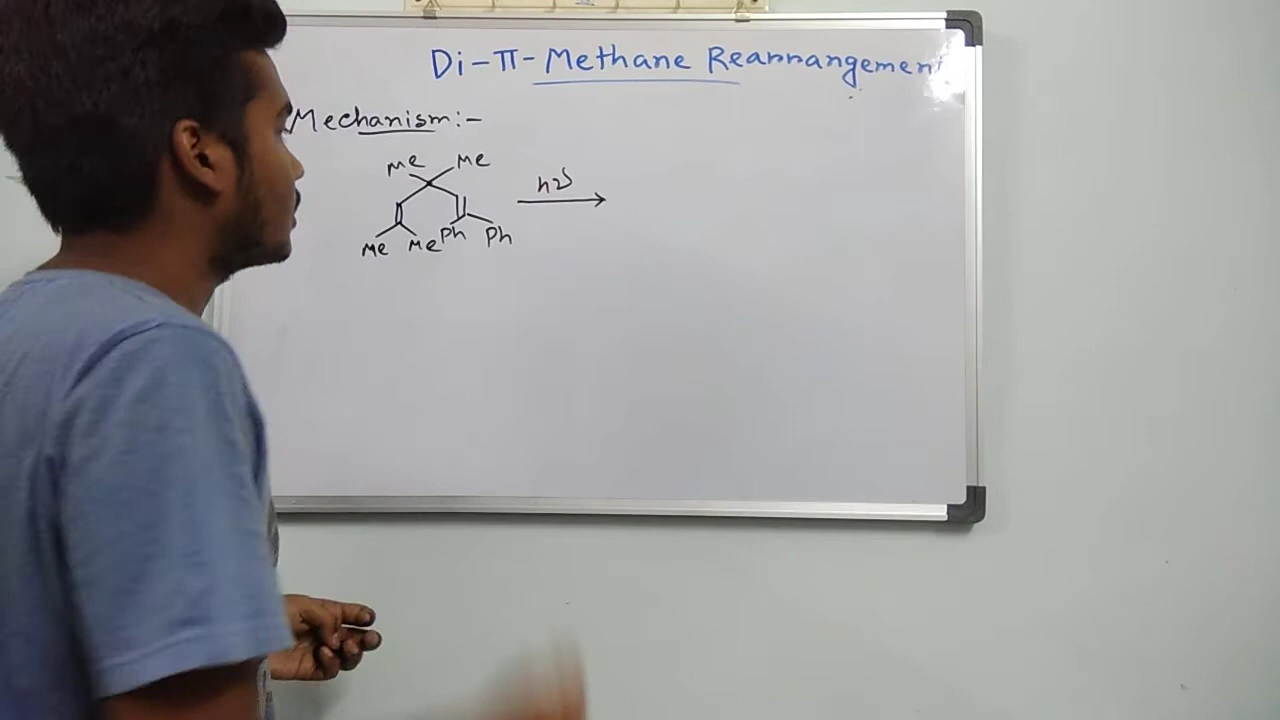 Di-π-Methane Rearrangement
Mechanism:-
Me Me
hν
Me Me Ph Ph